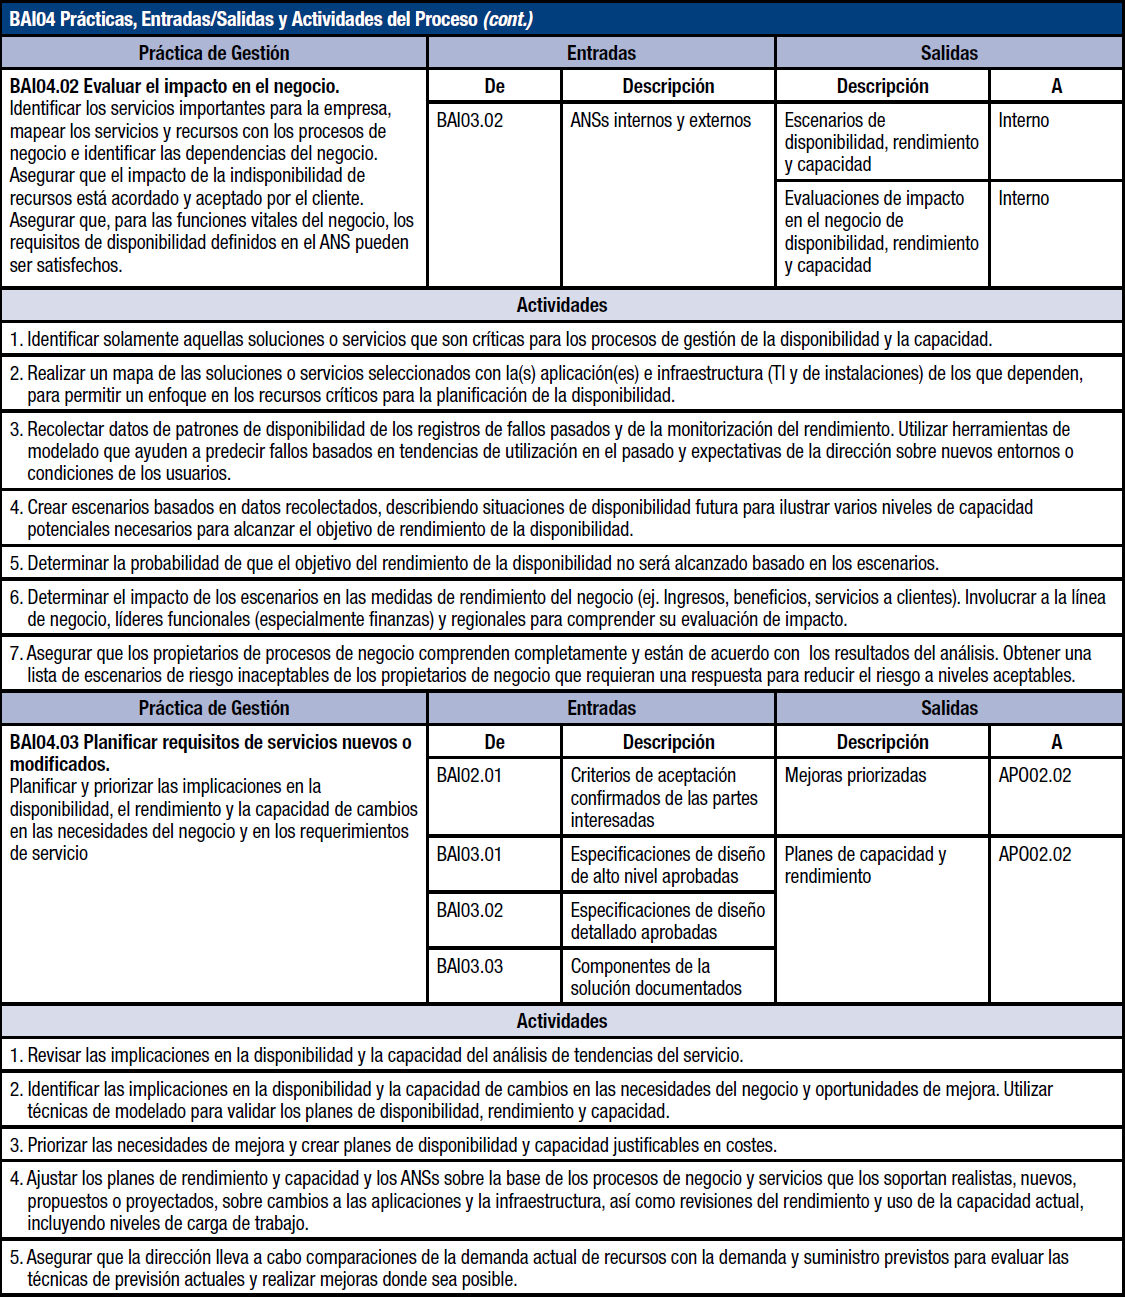 BAI04 Prácticas, Entradas/Salidas y Actividades del Proceso (cont.)
Práctica de Gestión
Entradas
Salidas
BAI04.02 Evaluar el impacto en el negocio.
Identificar los servicios importantes para la empresa,
mapear los servicios y recursos con los procesos de
negocio e identificar las dependencias del negocio.
Asegurar que el impacto de la indisponibilidad de
recursos está acordado y aceptado por el cliente.
Asegurar que, para las funciones vitales del negocio, los
requisitos de disponibilidad definidos en el ANS pueden
ser satisfechos.
De
Descripción
Descripción
A
BAI03.02
ANSs internos y externos
Escenarios de
disponibilidad, rendimiento
y capacidad
Interno
Evaluaciones de impacto
en el negocio de
disponibilidad, rendimiento
y capacidad
Interno
Actividades
1. Identificar solamente aquellas soluciones o servicios que son críticas para los procesos de gestión de la disponibilidad y la capacidad.
2. Realizar un mapa de las soluciones o servicios seleccionados con la(s) aplicación(es) e infraestructura (TI y de instalaciones) de los que dependen,
para permitir un enfoque en los recursos críticos para la planificación de la disponibilidad.
3. Recolectar datos de patrones de disponibilidad de los registros de fallos pasados y de la monitorización del rendimiento. Utilizar herramientas de
modelado que ayuden a predecir fallos basados en tendencias de utilización en el pasado y expectativas de la dirección sobre nuevos entornos o
condiciones de los usuarios.
4. Crear escenarios basados en datos recolectados, describiendo situaciones de disponibilidad futura para ilustrar varios niveles de capacidad
potenciales necesarios para alcanzar el objetivo de rendimiento de la disponibilidad.
5. Determinar la probabilidad de que el objetivo del rendimiento de la disponibilidad no será alcanzado basado en los escenarios.
6. Determinar el impacto de los escenarios en las medidas de rendimiento del negocio (ej. Ingresos, beneficios, servicios a clientes). Involucrar a la línea
de negocio, líderes funcionales (especialmente finanzas) y regionales para comprender su evaluación de impacto.
7. Asegurar que los propietarios de procesos de negocio comprenden completamente y están de acuerdo con  los resultados del análisis. Obtener una
lista de escenarios de riesgo inaceptables de los propietarios de negocio que requieran una respuesta para reducir el riesgo a niveles aceptables.
Práctica de Gestión
Entradas
Salidas
BAI04.03 Planificar requisitos de servicios nuevos o
modificados.
Planificar y priorizar las implicaciones en la
disponibilidad, el rendimiento y la capacidad de cambios
en las necesidades del negocio y en los requerimientos
de servicio
De
Descripción
Descripción
A
BAI02.01
Criterios de aceptación
confirmados de las partes
interesadas
Mejoras priorizadas
APO02.02
BAI03.01
Especificaciones de diseño
de alto nivel aprobadas
Planes de capacidad y
rendimiento
APO02.02
BAI03.02
Especificaciones de diseño
detallado aprobadas
BAI03.03
Componentes de la
solución documentados
Actividades
1. Revisar las implicaciones en la disponibilidad y la capacidad del análisis de tendencias del servicio.
2. Identificar las implicaciones en la disponibilidad y la capacidad de cambios en las necesidades del negocio y oportunidades de mejora. Utilizar
técnicas de modelado para validar los planes de disponibilidad, rendimiento y capacidad.
3. Priorizar las necesidades de mejora y crear planes de disponibilidad y capacidad justificables en costes.
4. Ajustar los planes de rendimiento y capacidad y los ANSs sobre la base de los procesos de negocio y servicios que los soportan realistas, nuevos,
propuestos o proyectados, sobre cambios a las aplicaciones y la infraestructura, así como revisiones del rendimiento y uso de la capacidad actual,
incluyendo niveles de carga de trabajo.
5. Asegurar que la dirección lleva a cabo comparaciones de la demanda actual de recursos con la demanda y suministro previstos para evaluar las
técnicas de previsión actuales y realizar mejoras donde sea posible.